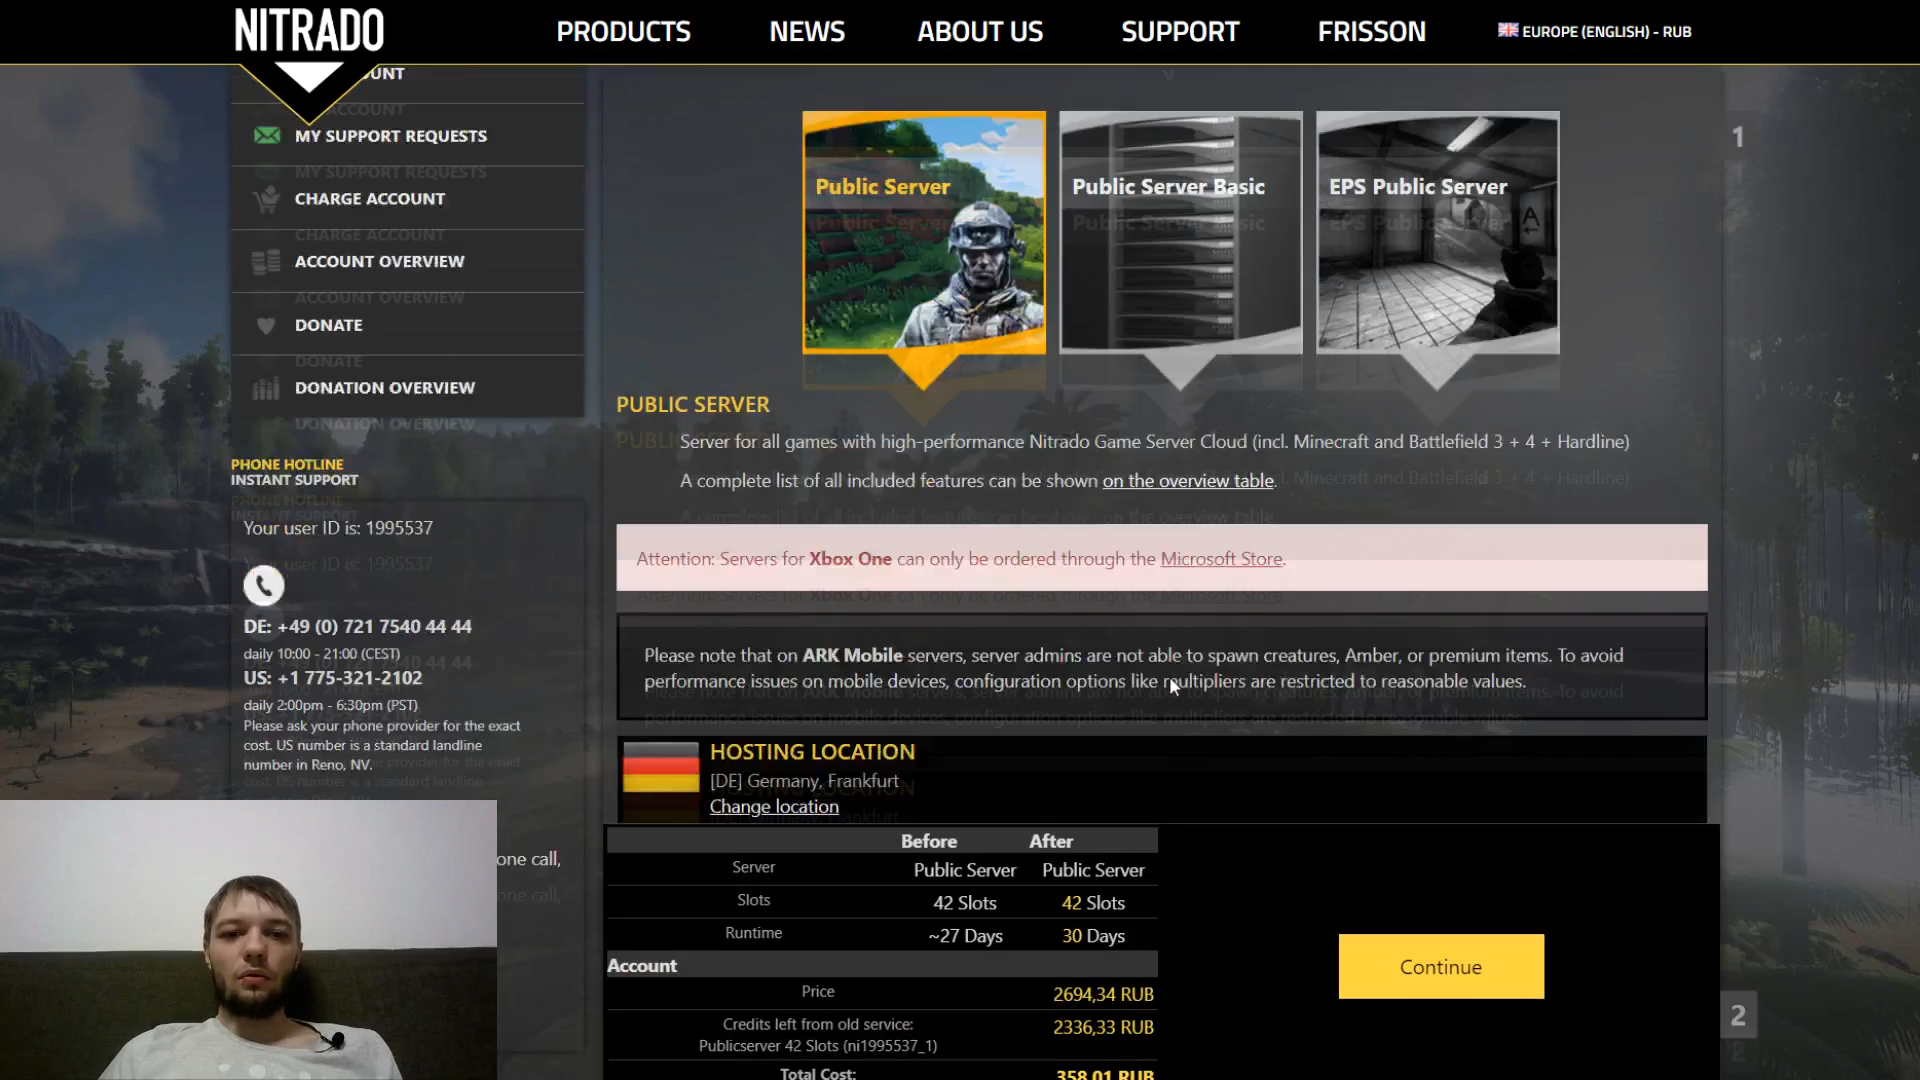 NITRADO
PRODUCTS
NEWS
ABOUT US
SUPPORT
FRISSON
EUROPE (ENGLISH) - RUB
MY SUPPORT REQUESTS
CHARGE ACCOUNT
ACCOUNT OVERVIEW
DONATE
DONATION OVERVIEW
PHONE HOTLINE
INSTANT SUPPORT
Your user ID is: 1995537
DE: +49 (0) 721 7540 44 44
daily 10:00 - 21:00 (CEST)
US: +1 775-321-2102
daily 2:00pm - 6:30pm (PST)
Please ask your phone provider for the exact
cost. US number is a standard landline
number in Reno, NV.
one call,
Public Server
Public Server Basic
EPS Public Server
1
PUBLIC SERVER
Server for all games with high-performance Nitrado Game Server Cloud (incl. Minecraft and Battlefield 3 + 4 + Hardline)
A complete list of all included features can be shown on the overview table.
Attention: Servers for Xbox One can only be ordered through the Microsoft Store.
Please note that on ARK Mobile servers, server admins are not able to spawn creatures, Amber, or premium items. To avoid
performance issues on mobile devices, configuration options like multipliers are restricted to reasonable values.
HOSTING LOCATION
[DE] Germany, Frankfurt
Change location
Before After
Server Public Server Public Server
Slots 42 Slots 42 Slots
Runtime ~27 Days 30 Days
Account
Price 2694,34 RUB
Credits left from old service: 2336,33 RUB
Publicserver 42 Slots (ni1995537_1)
Total Cost: 358,01 RUB
Continue
2